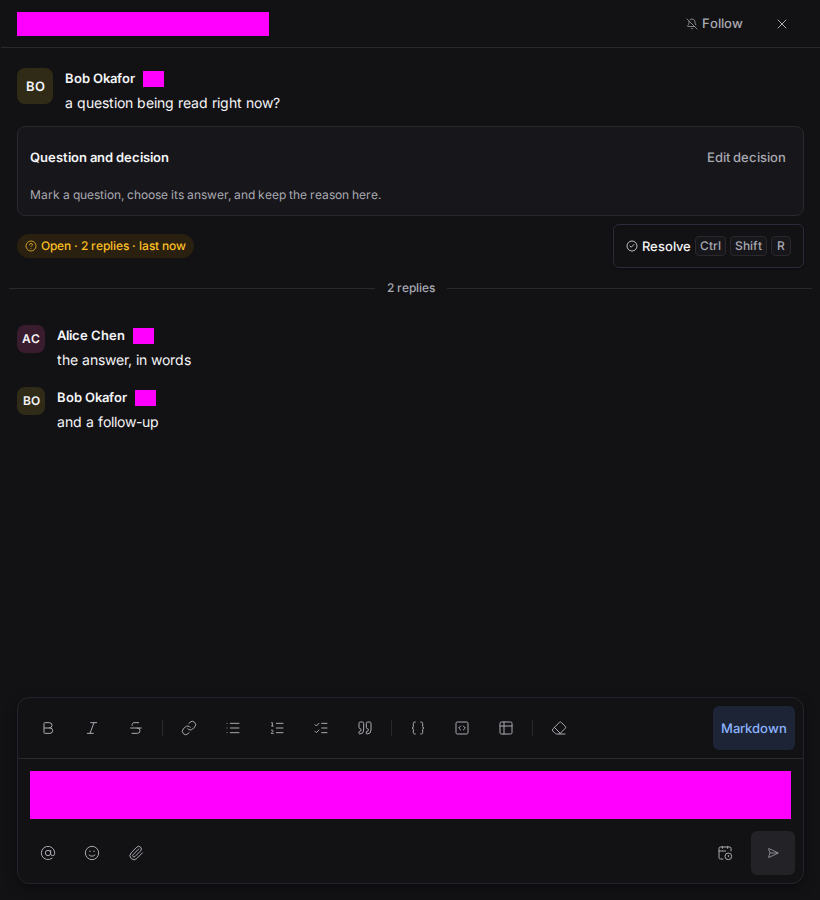 Follow
BO
Bob Okafor
a question being read right now?
Question and decision
Edit decision
Mark a question, choose its answer, and keep the reason here.
Open · 2 replies · last now
Resolve Ctrl Shift R
2 replies
AC
Alice Chen
the answer, in words
BO
Bob Okafor
and a follow-up
Markdown